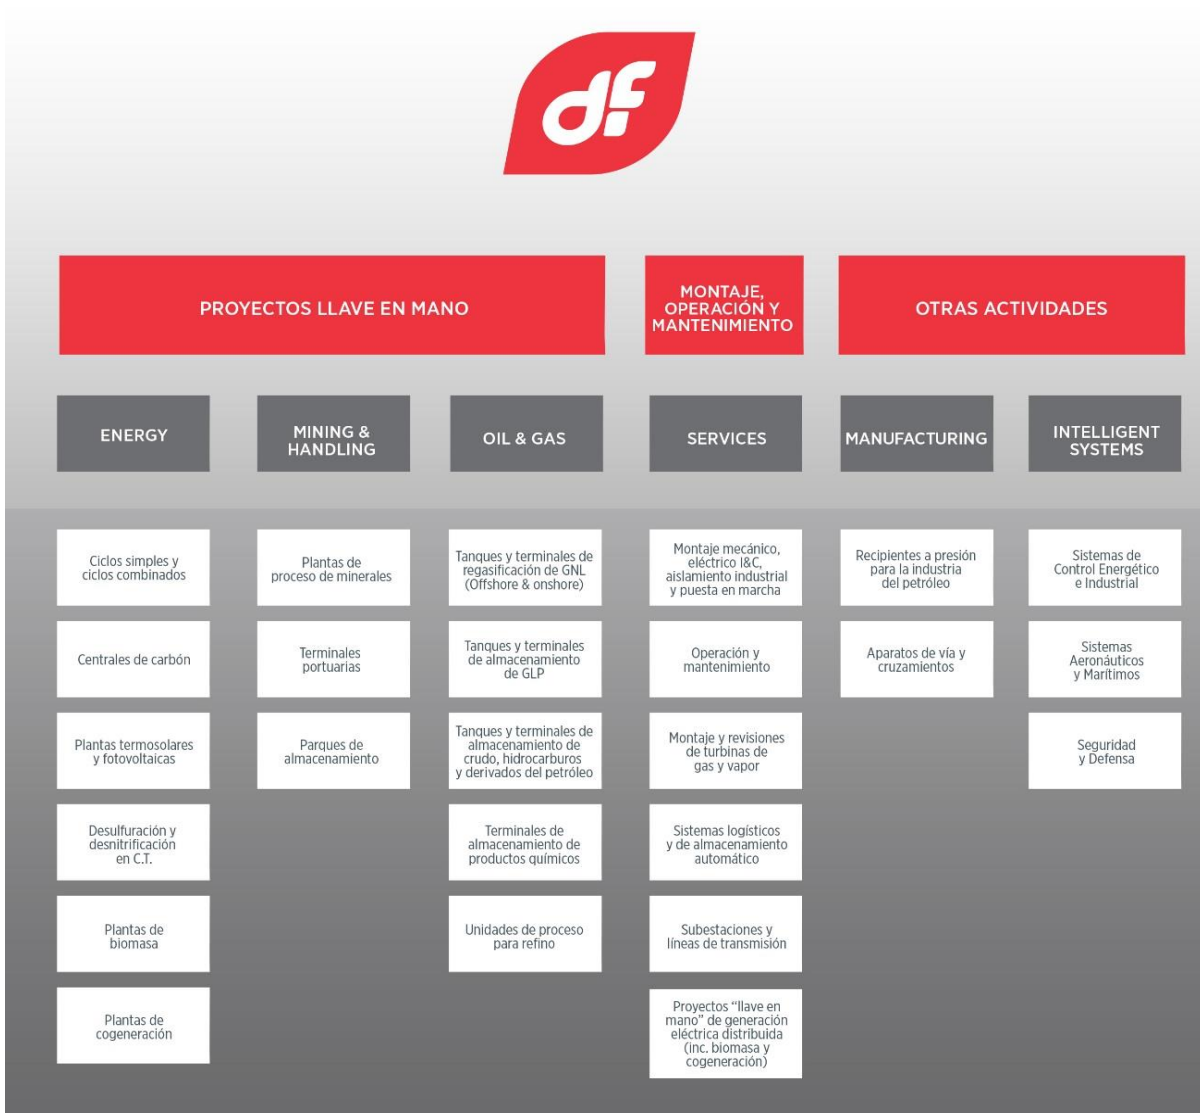 df
PROYECTOS LLAVE EN MANO
MONTAJE,
OPERACIÓN Y
MANTENIMIENTO
OTRAS ACTIVIDADES
ENERGY
MINING &
HANDLING
OIL & GAS
SERVICES
MANUFACTURING
INTELLIGENT
SYSTEMS
Ciclos simples y
ciclos combinados
Centrales de carbón
Plantas termosolares
y fotovoltaicas
Desulfuración y
desnitrificación
en C.T.
Plantas de
biomasa
Plantas de
cogeneración
Plantas de
proceso de minerales
Terminales
portuarias
Parques de
almacenamiento
Tanques y terminales de
regasificación de GNL
(Offshore & onshore)
Tanques y terminales
de almacenamiento
de GLP
Tanques y terminales de
almacenamiento de
crudo, hidrocarburos
y derivados del petróleo
Terminales de
almacenamiento de
productos químicos
Unidades de proceso
para refino
Montaje mecánico,
eléctrico I&C,
aislamiento industrial
y puesta en marcha
Operación y
mantenimiento
Montaje y revisiones
de turbinas de
gas y vapor
Sistemas logísticos
y de almacenamiento
automático
Subestaciones y
líneas de transmisión
Proyectos “llave en
mano” de generación
eléctrica distribuida
(inc. biomasa y
cogeneración)
Recipientes a presión
para la industria
del petróleo
Aparatos de vía y
cruzamientos
Sistemas de
Control Energético
e Industrial
Sistemas
Aeronáuticos
y Marítimos
Seguridad
y Defensa